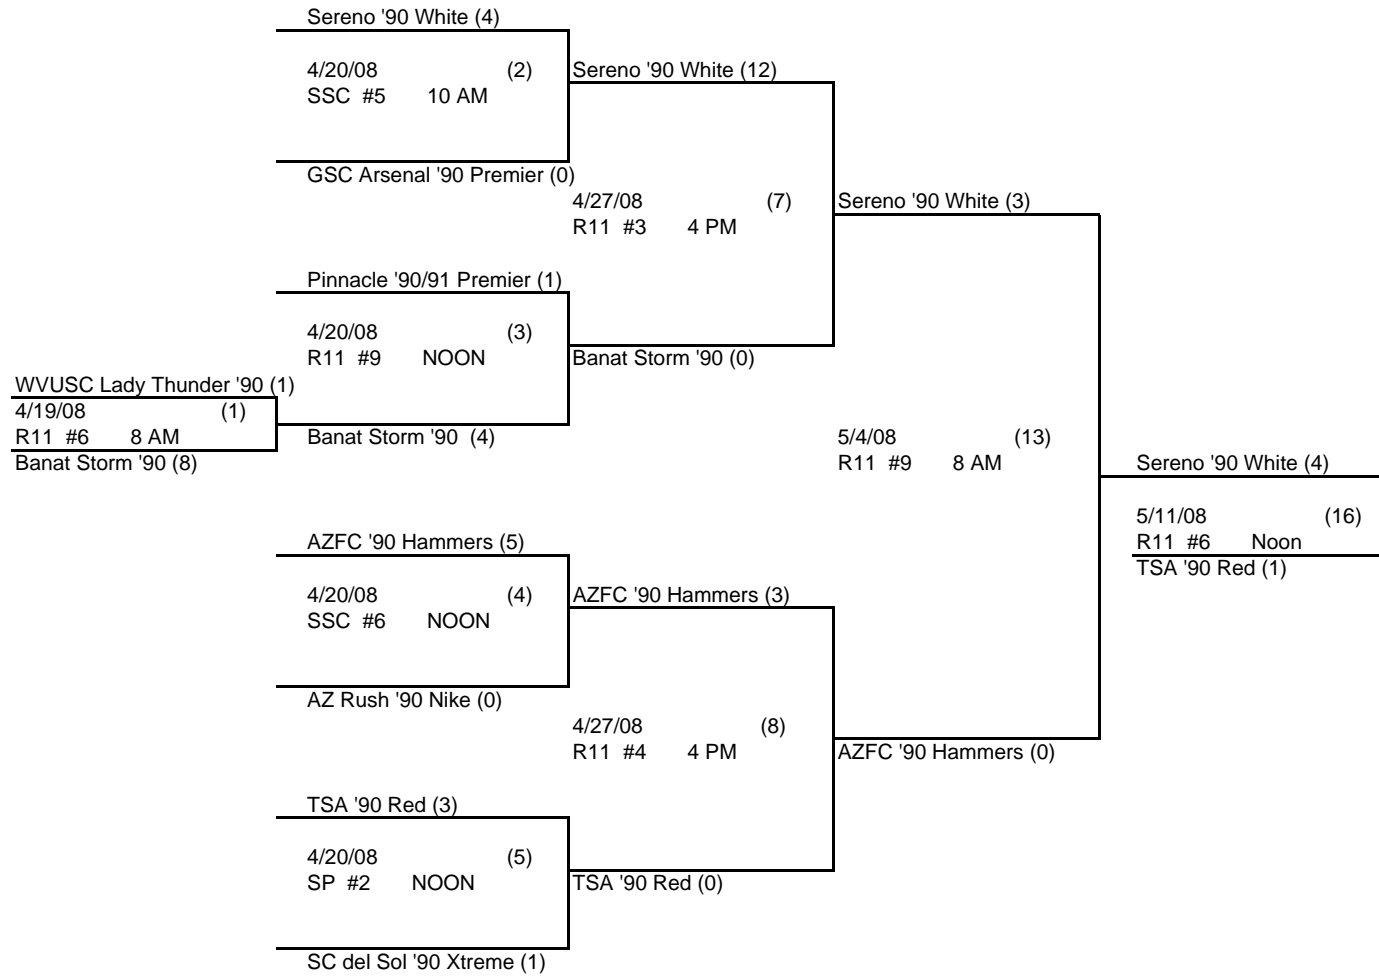 Sereno '90 White (4)
4/20/08 (2)
SSC #5 10 AM
Sereno '90 White (12)
GSC Arsenal '90 Premier (0)
4/27/08 (7)
R11 #3 4 PM
Sereno '90 White (3)
Pinnacle '90/91 Premier (1)
4/20/08 (3)
R11 #9 NOON
Banat Storm '90 (0)
WVUSC Lady Thunder '90 (1)
4/19/08 (1)
R11 #6 8 AM
Banat Storm '90 (8)
Banat Storm '90 (4)
5/4/08 (13)
R11 #9 8 AM
Sereno '90 White (4)
5/11/08 (16)
R11 #6 Noon
TSA '90 Red (1)
AZFC '90 Hammers (5)
4/20/08 (4)
SSC #6 NOON
AZFC '90 Hammers (3)
AZ Rush '90 Nike (0)
4/27/08 (8)
R11 #4 4 PM
AZFC '90 Hammers (0)
TSA '90 Red (3)
4/20/08 (5)
SP #2 NOON
TSA '90 Red (0)
SC del Sol '90 Xtreme (1)